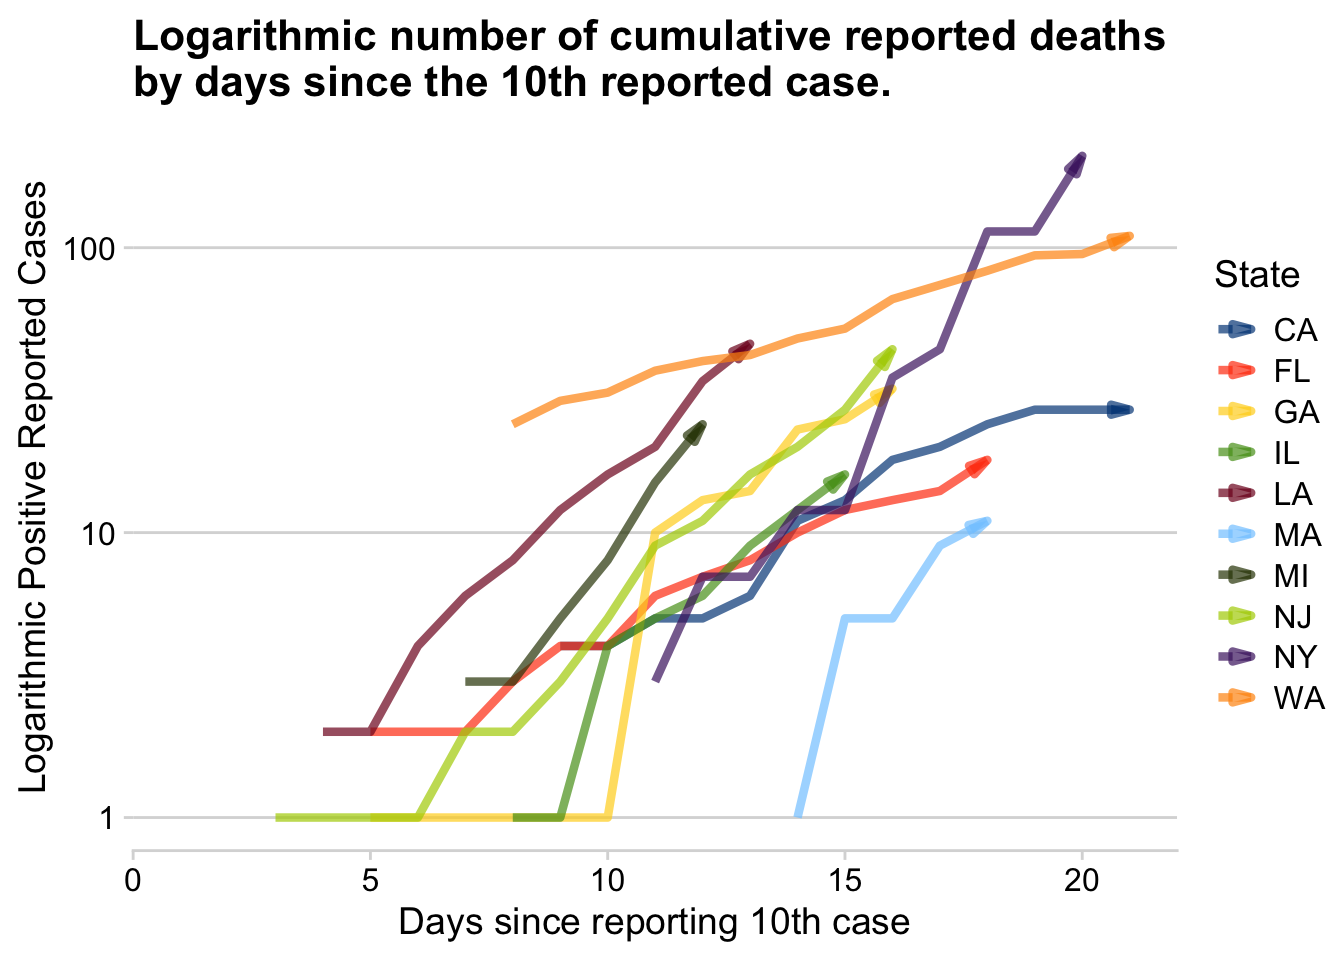 Logarithmic number of cumulative reported deaths
by days since the 10th reported case.
Logarithmic Positive Reported Cases
100
10
1
0
5
10
15
20
Days since reporting 10th case
State
CA
FL
GA
IL
LA
MA
MI
NJ
NY
WA